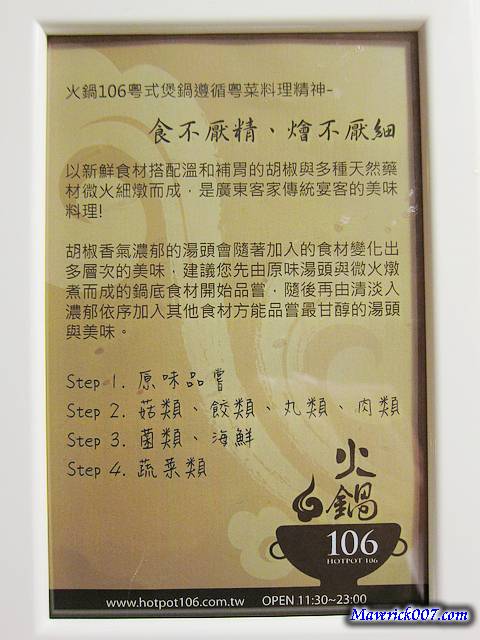 火鍋106粵式煲鍋遵循粵菜料理精神-
食不厭精、燴不厭細
以新鮮食材搭配溫和補胃的胡椒與多種天然藥
材微火細燉而成，是廣東客家傳統宴客的美味
料理!
胡椒香氣濃郁的湯頭會隨著加入的食材變化出
多層次的美味，建議您先由原味湯頭與微火燉
煮而成的鍋底食材開始品嘗，隨後再由清淡入
濃郁依序加入其他食材方能品嘗最甘醇的湯頭
與美味。
Step 1. 原味品嘗
Step 2. 菇類、餃類、丸類、肉類
Step 3. 菌類、海鮮
Step 4. 蔬菜類
火鍋
106
HOTPOT 106
www.hotpot106.com.tw OPEN 11:30~23:00
Maverick007.com